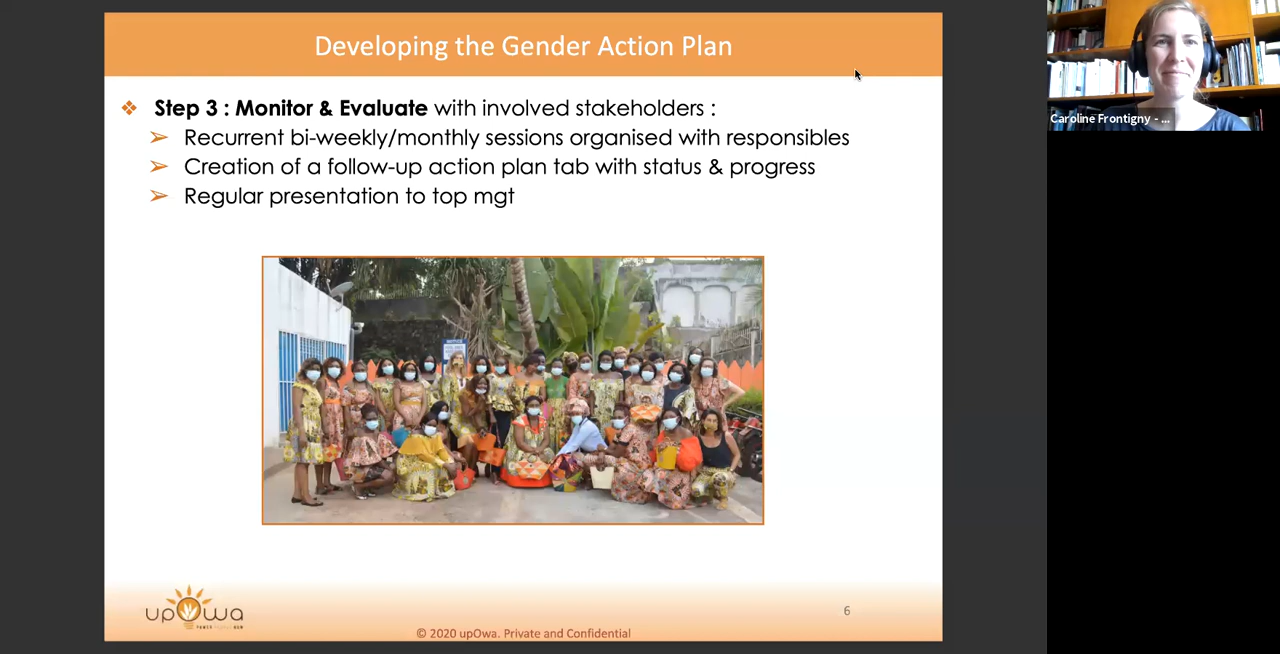 Developing the Gender Action Plan
Caroline Frontigny - ...
❖ Step 3 : Monitor & Evaluate with involved stakeholders :
➢ Recurrent bi-weekly/monthly sessions organised with responsibles
➢ Creation of a follow-up action plan tab with status & progress
➢ Regular presentation to top mgt
upOwa
6
© 2020 upOwa. Private and Confidential